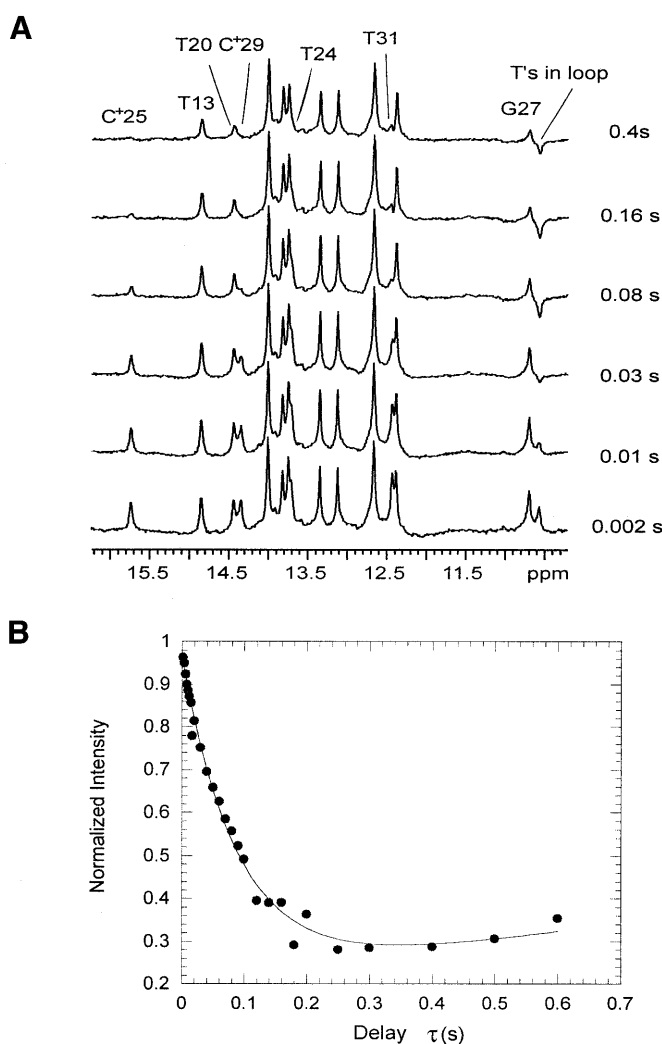 A
T20 C+29
T24
T31
C+25
T13
G27
T's in loop
0.4s
0.16 s
0.08 s
0.03 s
0.01 s
0.002 s
15.5 14.5 13.5 12.5 11.5 ppm
B
Normalized Intensity
1
0.9
0.8
0.7
0.6
0.5
0.4
0.3
0.2
0 0.1 0.2 0.3 0.4 0.5 0.6 0.7
Delay τ(s)